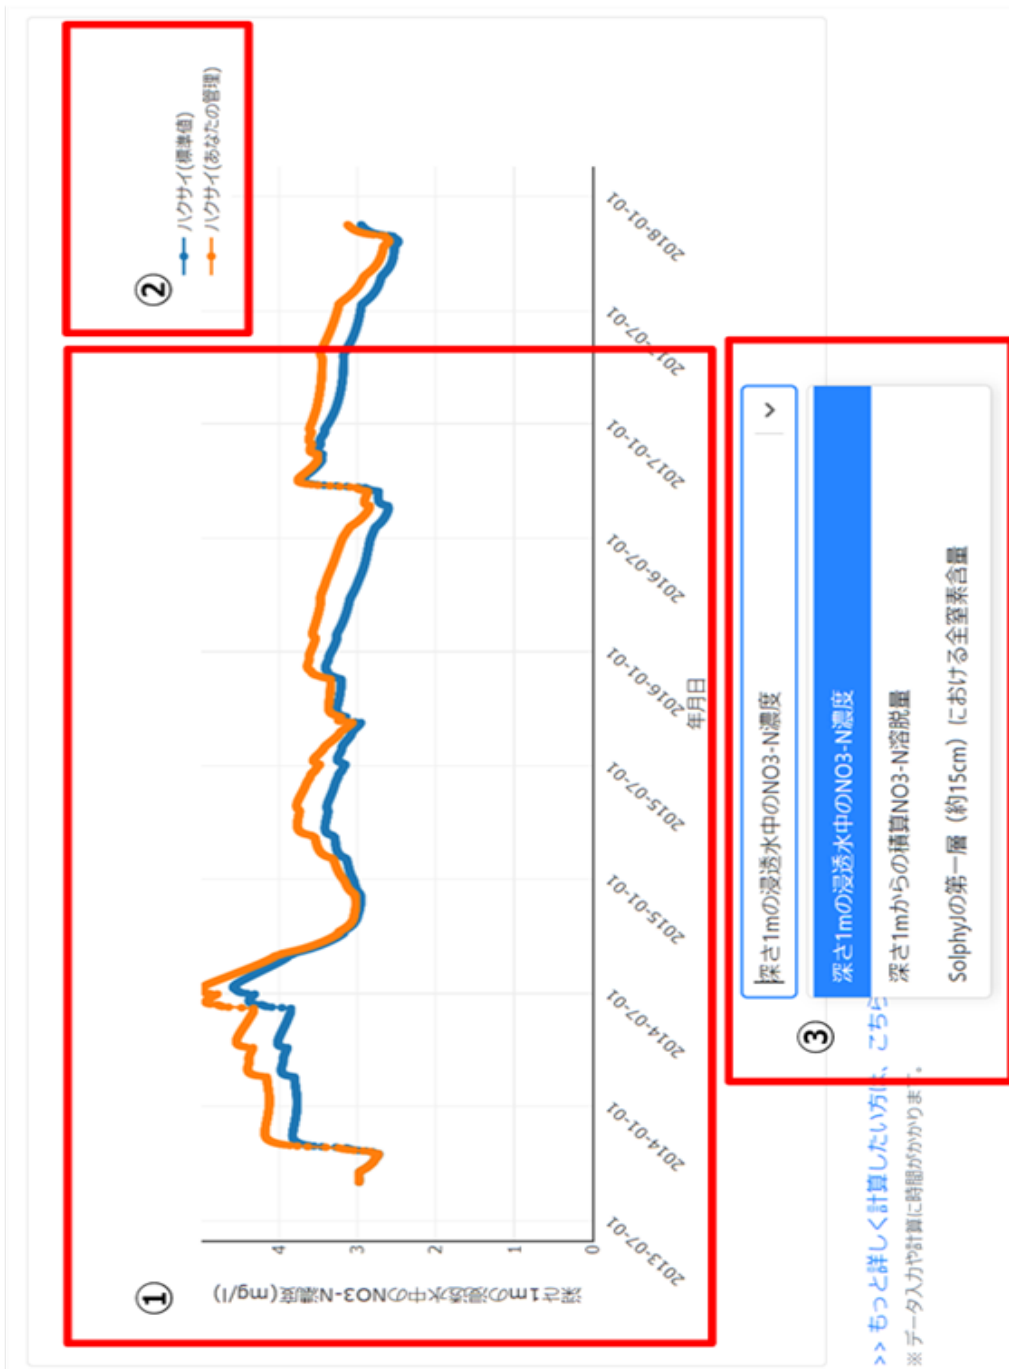 ①
②
ハクサイ(標準値)
ハクサイ(あなたの管理)
深さ1mの浸透水中のNO3-N濃度(mg/l)
4
3
2
1
0
2013-07-01
2014-01-01
2014-07-01
2015-01-01
2015-07-01
2016-01-01
2016-07-01
2017-01-01
2017-07-01
2018-01-01
年月日
③
深さ1mの浸透水中のNO3-N濃度
深さ1mの浸透水中のNO3-N濃度
深さ1mからの積算NO3-N溶脱量
SolphyJの第一層（約15cm）における全窒素含量
>> もっと詳しく計算したい方は、こちら
※ データ入力や計算に時間がかかります。